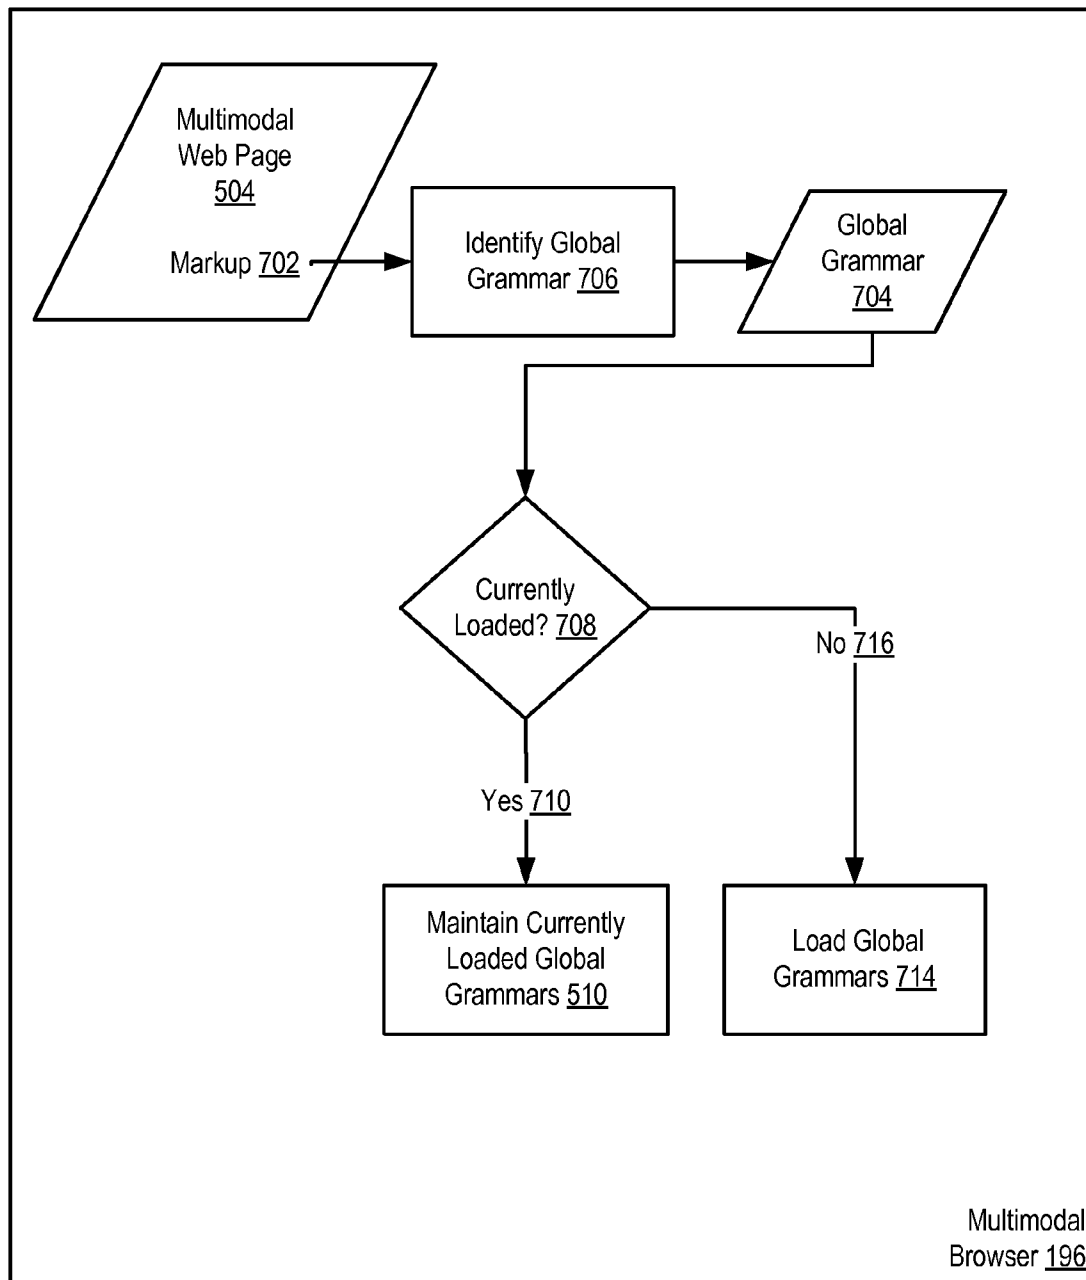 Multimodal
Web Page
504
Markup 702
Identify Global
Grammar 706
Global
Grammar
704
Currently
Loaded? 708
No 716
Yes 710
Maintain Currently
Loaded Global
Grammars 510
Load Global
Grammars 714
Multimodal
Browser 196